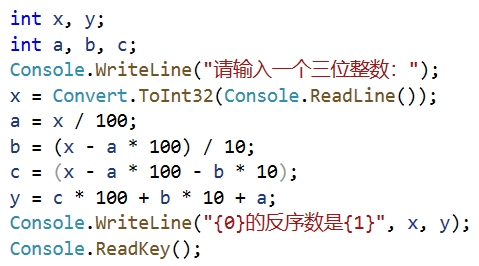 int x, y;
int a, b, c;
Console.WriteLine("请输入一个三位整数：");
x = Convert.ToInt32(Console.ReadLine());
a = x / 100;
b = (x - a * 100) / 10;
c = (x - a * 100 - b * 10);
y = c * 100 + b * 10 + a;
Console.WriteLine("{0}的反序数是{1}", x, y);
Console.ReadKey();